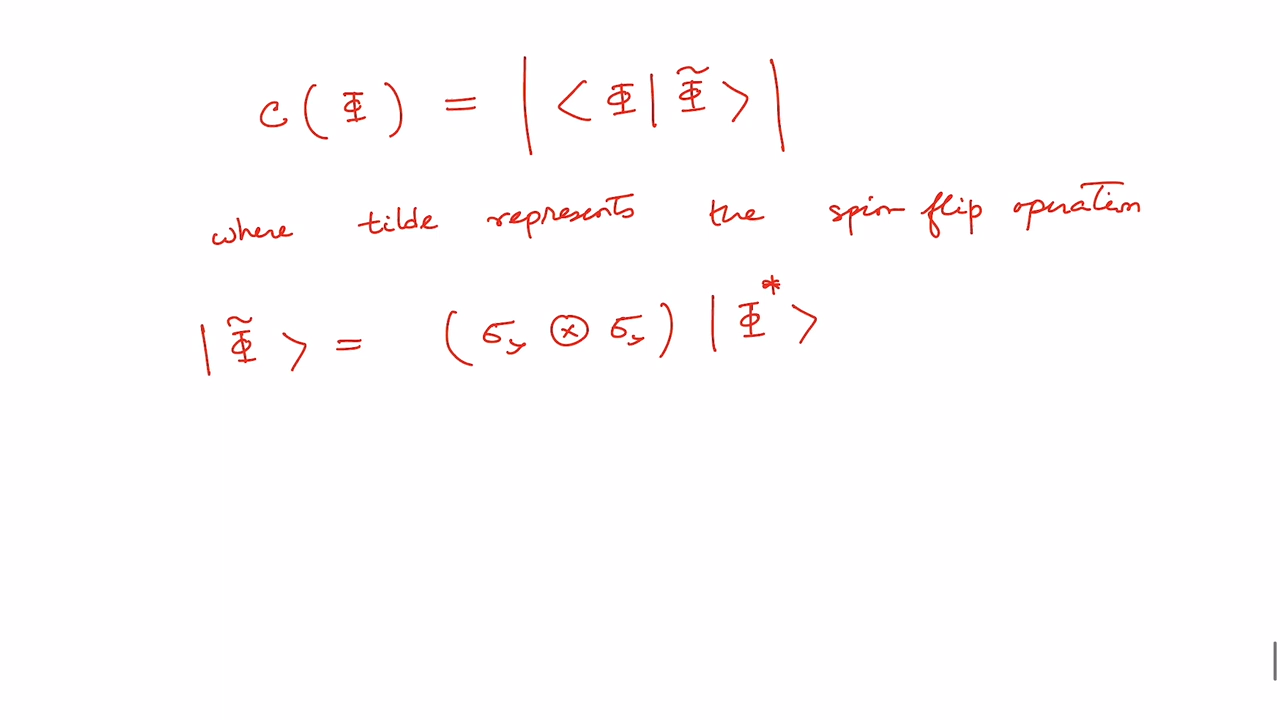 c(Φ) = |<Φ|Φ̃>|
where tilde represents the spin-flip operation
|Φ̃> = (σy ⊗ σy) |Φ*>